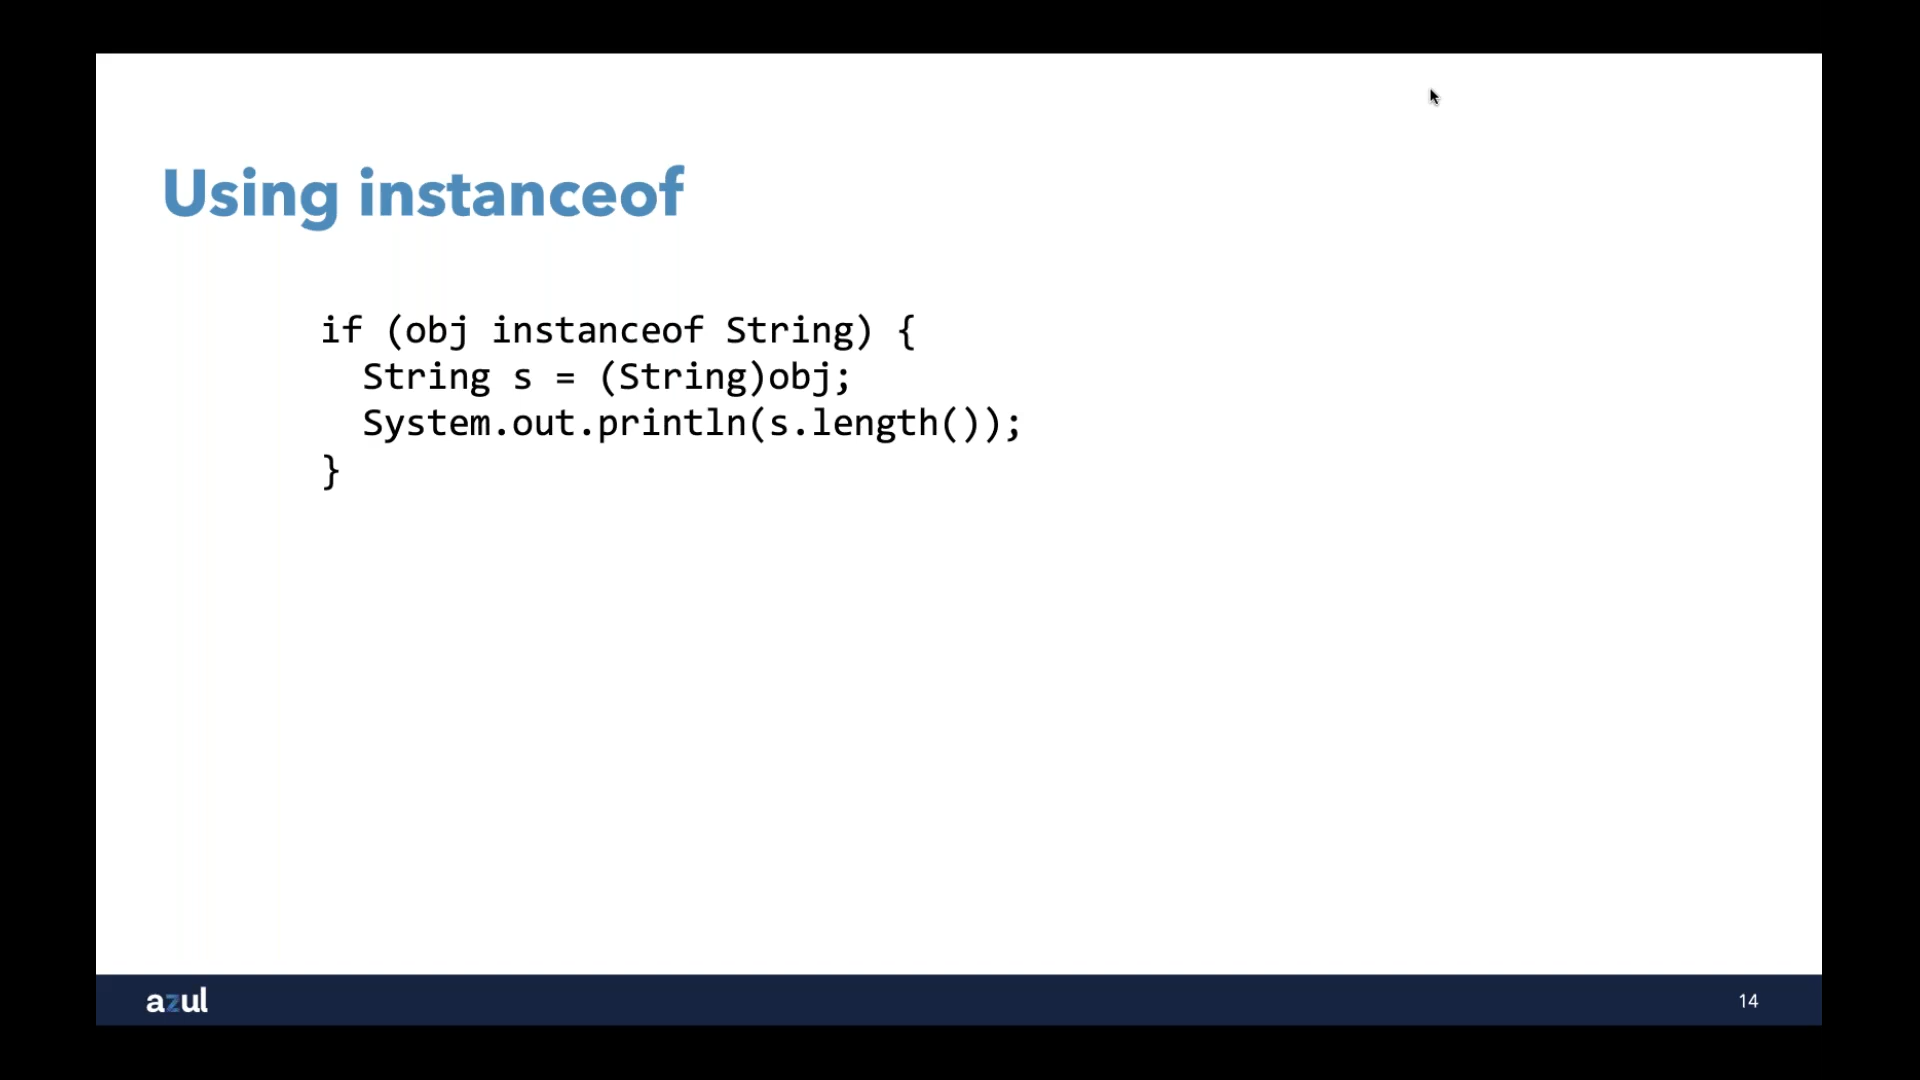 Using instanceof
if (obj instanceof String) {
  String s = (String)obj;
  System.out.println(s.length());
}
azul
14